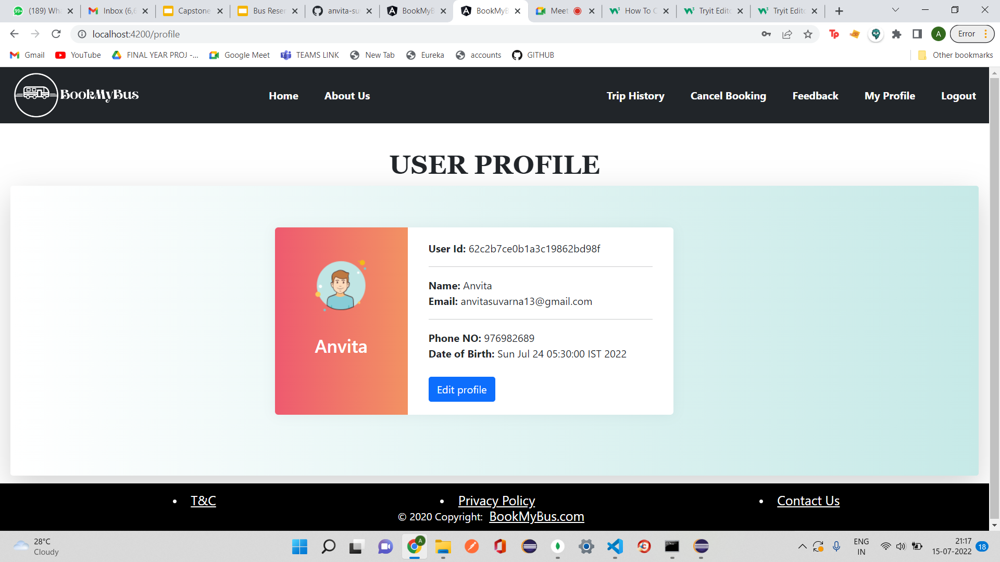 (189) Wha
Inbox (6,6
Capstone
Bus Reser
anvita-su
BookMyB
BookMyB
Meet
How To C
Tryit Edito
Tryit Edito
localhost:4200/profile
Tp
A
Error
Gmail
YouTube
FINAL YEAR PROJ -...
Google Meet
TEAMS LINK
New Tab
Eureka
accounts
GITHUB
Other bookmarks
BookMyBus
Home
About Us
Trip History
Cancel Booking
Feedback
My Profile
Logout
USER PROFILE
Anvita
User Id: 62c2b7ce0b1a3c19862bd98f
Name: Anvita
Email: anvitasuvarna13@gmail.com
Phone NO: 976982689
Date of Birth: Sun Jul 24 05:30:00 IST 2022
Edit profile
T&C
Privacy Policy
Contact Us
© 2020 Copyright: BookMyBus.com
28°C
Cloudy
ENG
IN
21:17
15-07-2022
18